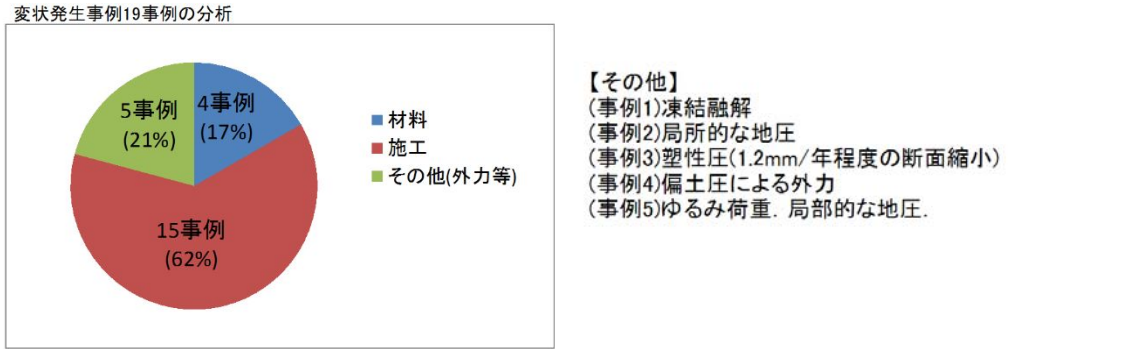 変状発生事例19事例の分析
5事例
(21%)
4事例
(17%)
15事例
(62%)
材料
施工
その他(外力等)
【その他】
(事例1)凍結融解
(事例2)局所的な地圧
(事例3)塑性圧(1.2mm/年程度の断面縮小)
(事例4)偏土圧による外力
(事例5)ゆるみ荷重．局部的な地圧．